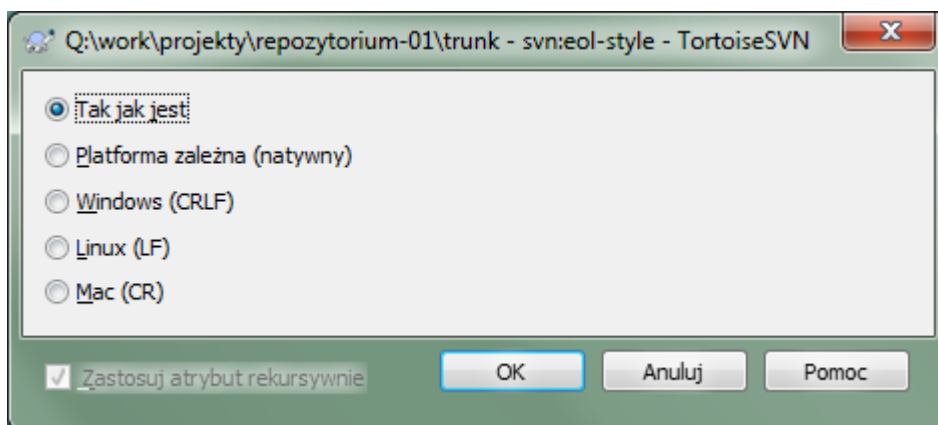 Q:\work\projekty\repozytorium-01\trunk - svn:eol-style - TortoiseSVN
Tak jak jest
Platforma zależna (natywny)
Windows (CRLF)
Linux (LF)
Mac (CR)
Zastosuj atrybut rekursywnie
OK Anuluj Pomoc